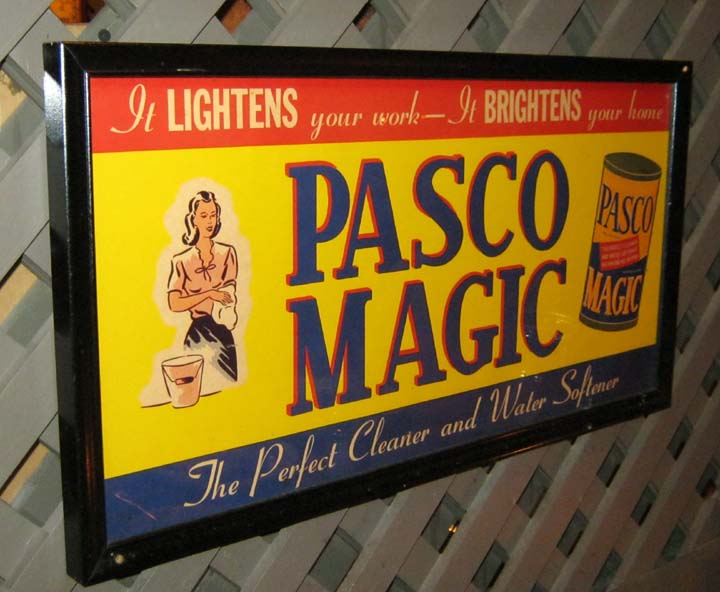 It LIGHTENS your work—It BRIGHTENS your home
PASCO
MAGIC
PASCO
MAGIC
The Perfect Cleaner and Water Softener